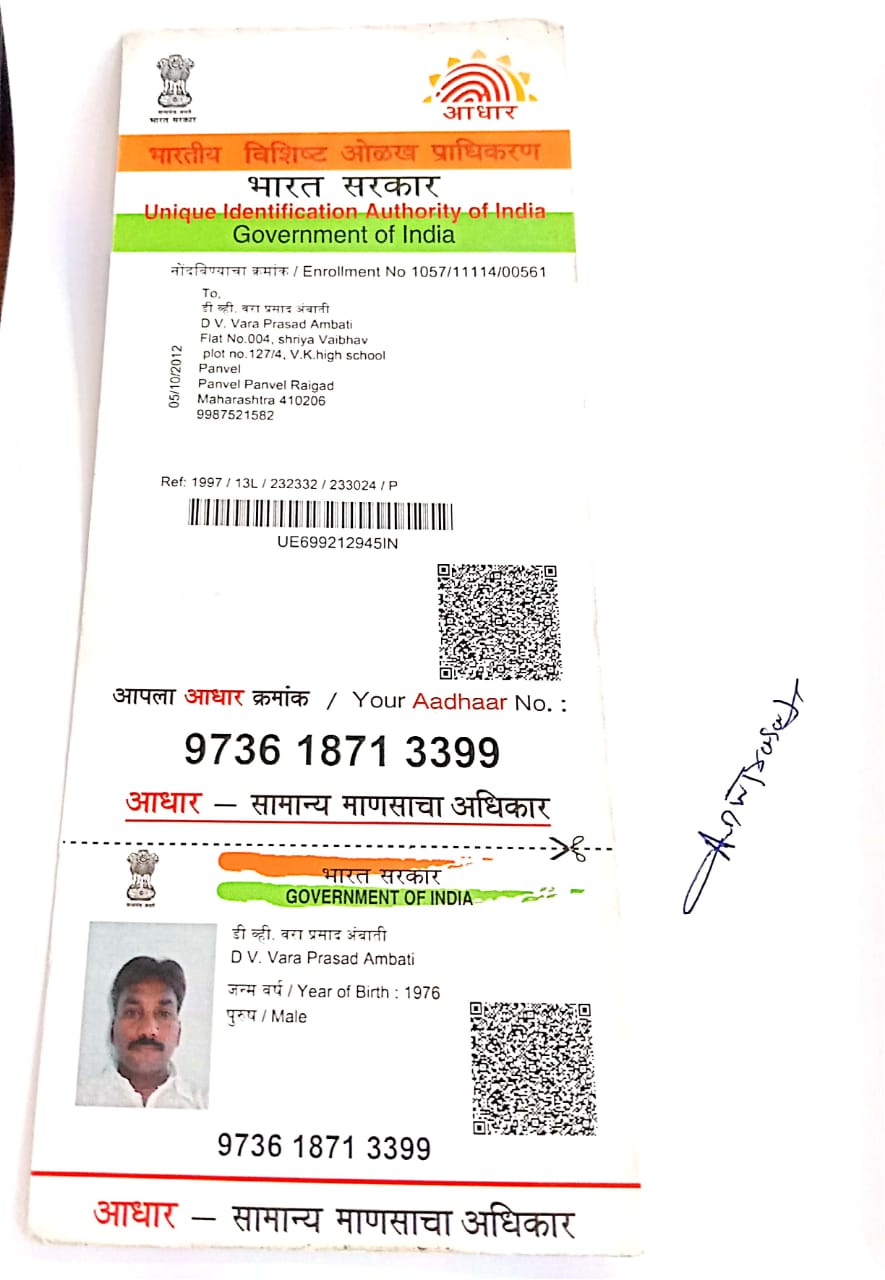 सत्यमेव जयते
भारत सरकार
आधार
भारतीय विशिष्ट ओळख प्राधिकरण
भारत सरकार
Unique Identification Authority of India
Government of India
नोंदविण्याचा क्रमांक / Enrollment No 1057/11114/00561
To,
डी व्ही. वरा प्रसाद अंबाती
D V. Vara Prasad Ambati
Flat No.004, shriya Vaibhav
plot no.127/4, V.K.high school
Panvel
Panvel Panvel Raigad
Maharashtra 410206
9987521582
05/10/2012
Ref: 1997 / 13L / 232332 / 233024 / P
UE699212945IN
आपला आधार क्रमांक / Your Aadhaar No. :
9736 1871 3399
आधार – सामान्य माणसाचा अधिकार
भारत सरकार
GOVERNMENT OF INDIA
डी व्ही. वरा प्रसाद अंबाती
D V. Vara Prasad Ambati
जन्म वर्ष / Year of Birth : 1976
पुरुष / Male
9736 1871 3399
आधार – सामान्य माणसाचा अधिकार